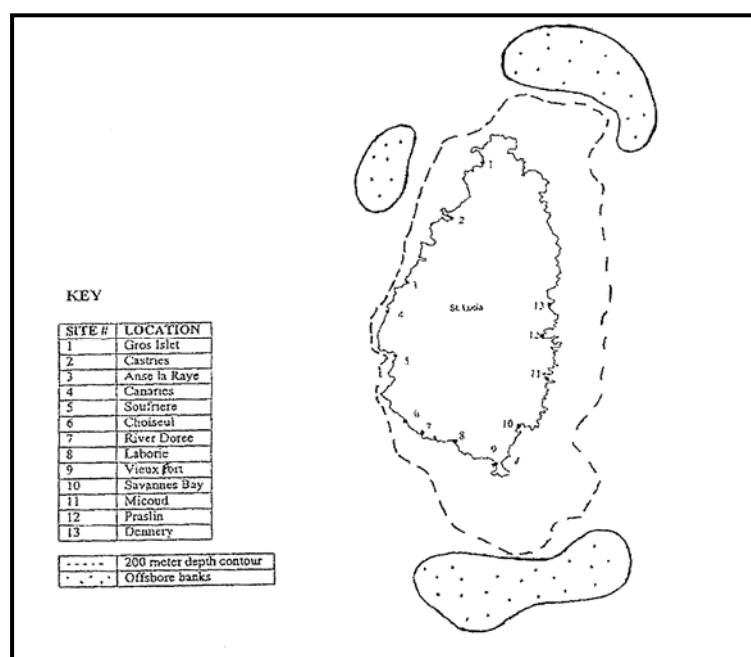 1
2
3
St. Lucia
13
4
KEY
12
SITE # LOCATION
1 Gros Islet
2 Castries
5
3 Anse la Raye
11
4 Canaries
5 Soufriere
6 Choiseul
6
7 River Doree
7
10
8 Laborie
8
9 Vieux fort
9
10 Savannes Bay
11 Micoud
12 Praslin
13 Dennery
200 meter depth contour
Offshore banks